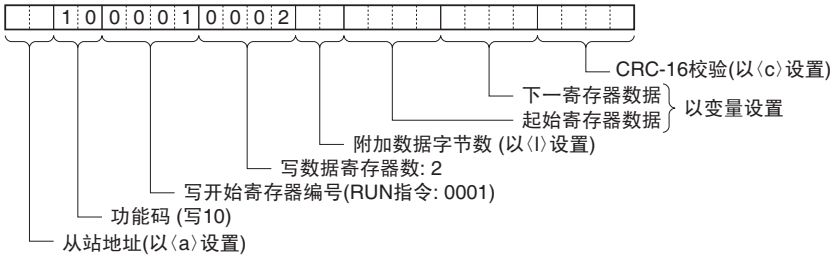 1 0 0 0 0 1 0 0 0 2
CRC-16校验(以〈c〉设置)
下一寄存器数据
以变量设置
起始寄存器数据
附加数据字节数 (以〈l〉设置)
写数据寄存器数: 2
写开始寄存器编号(RUN指令: 0001)
功能码 (写10)
从站地址(以〈a〉设置)